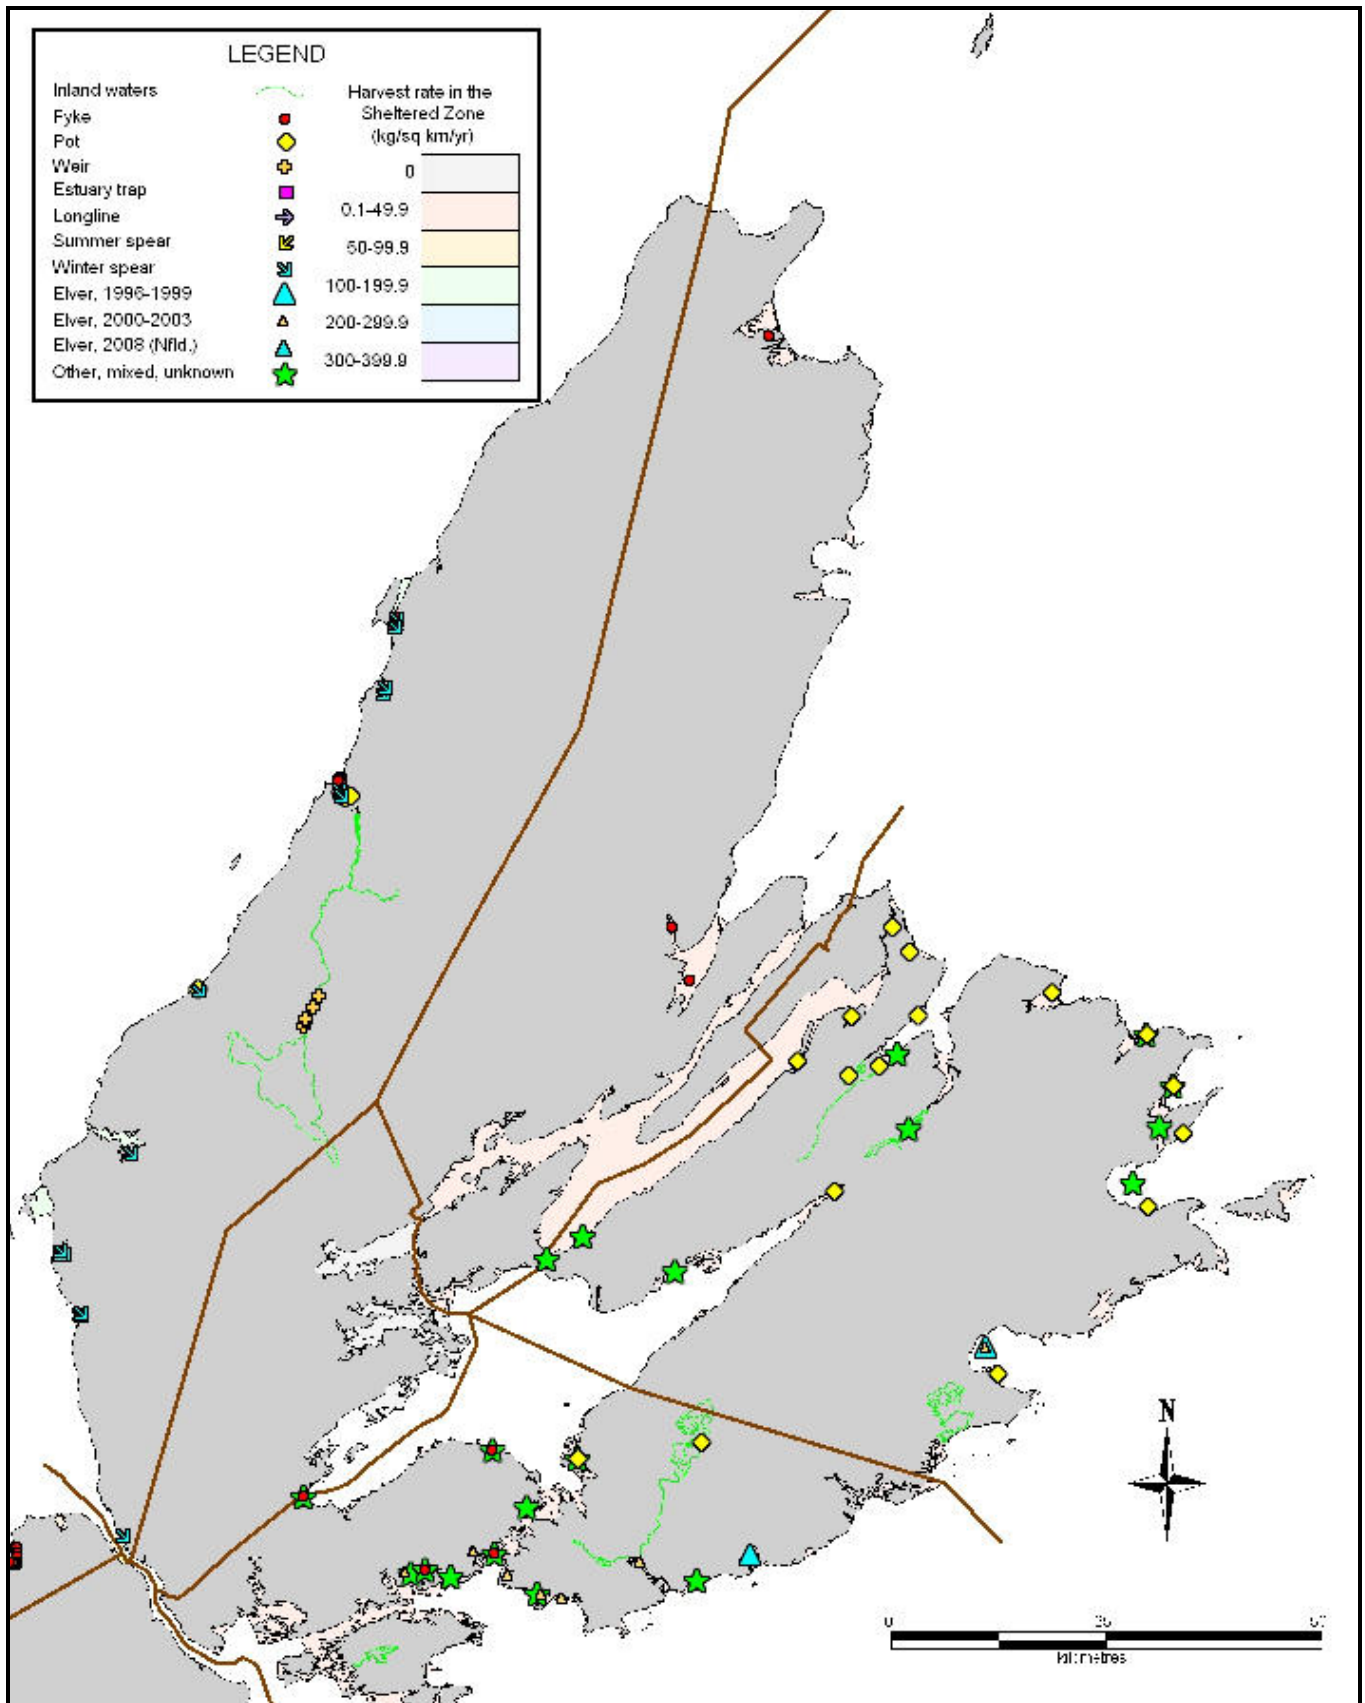 LEGEND
Inland waters
Fyke
Pot
Weir
Estuary trap
Longline
Summer spear
Winter spear
Elver, 1996-1999
Elver, 2000-2003
Elver, 2008 (Nfld.)
Other, mixed, unknown
Harvest rate in the
Sheltered Zone
(kg/sq km/yr)
0
0.1-49.9
50-99.9
100-199.9
200-299.9
300-399.9
N
0
kilometres